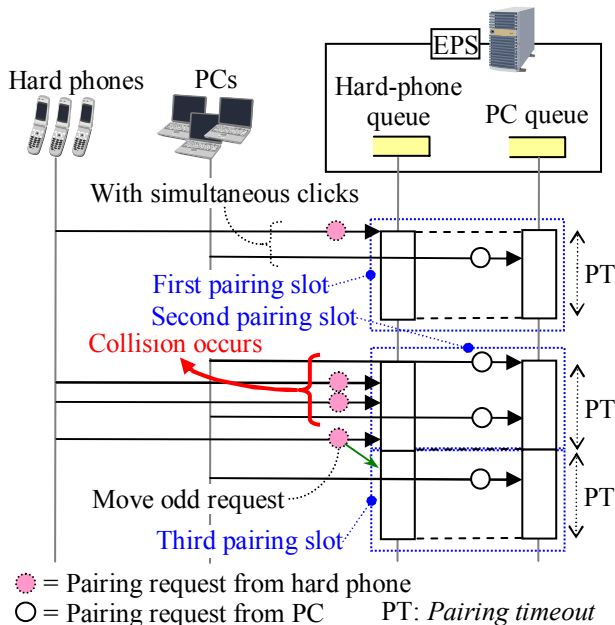 EPS
Hard phones
PCs
Hard-phone
queue
PC queue
With simultaneous clicks
First pairing slot
PT
Second pairing slot
Collision occurs
PT
Move odd request
PT
Third pairing slot
= Pairing request from hard phone
= Pairing request from PC
PT: Pairing timeout